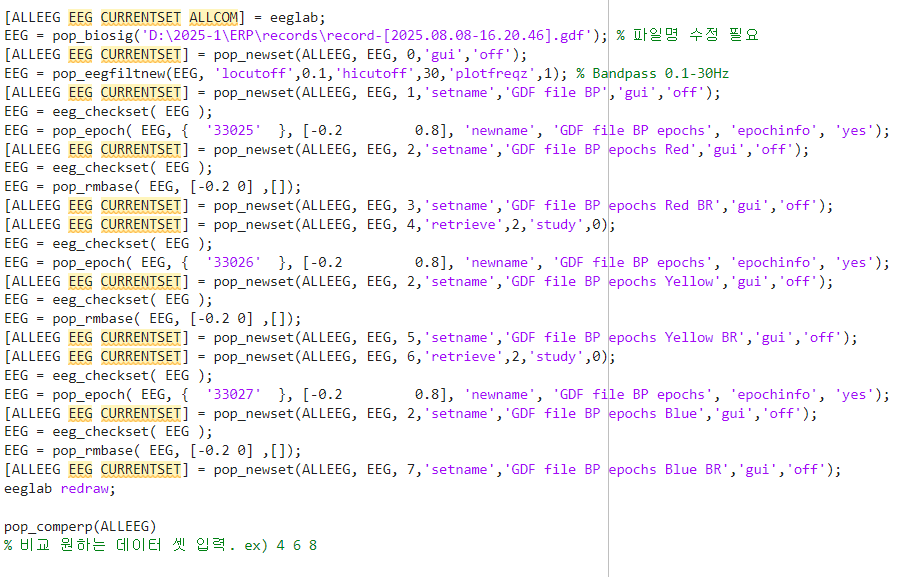 [ALLEEG EEG CURRENTSET ALLCOM] = eeglab;
EEG = pop_biosig('D:\2025-1\ERP\records\record-[2025.08.08-16.20.46].gdf'); % 파일명 수정 필요
[ALLEEG EEG CURRENTSET] = pop_newset(ALLEEG, EEG, 0,'gui','off');
EEG = pop_eegfiltnew(EEG, 'locutoff',0.1,'hicutoff',30,'plotfreqz',1); % Bandpass 0.1-30Hz
[ALLEEG EEG CURRENTSET] = pop_newset(ALLEEG, EEG, 1,'setname','GDF file BP','gui','off');
EEG = eeg_checkset( EEG );
EEG = pop_epoch( EEG, {  '33025'  }, [-0.2         0.8], 'newname', 'GDF file BP epochs', 'epochinfo', 'yes');
[ALLEEG EEG CURRENTSET] = pop_newset(ALLEEG, EEG, 2,'setname','GDF file BP epochs Red','gui','off');
EEG = eeg_checkset( EEG );
EEG = pop_rmbase( EEG, [-0.2 0] ,[]);
[ALLEEG EEG CURRENTSET] = pop_newset(ALLEEG, EEG, 3,'setname','GDF file BP epochs Red BR','gui','off');
[ALLEEG EEG CURRENTSET] = pop_newset(ALLEEG, EEG, 4,'retrieve',2,'study',0);
EEG = eeg_checkset( EEG );
EEG = pop_epoch( EEG, {  '33026'  }, [-0.2         0.8], 'newname', 'GDF file BP epochs', 'epochinfo', 'yes');
[ALLEEG EEG CURRENTSET] = pop_newset(ALLEEG, EEG, 2,'setname','GDF file BP epochs Yellow','gui','off');
EEG = eeg_checkset( EEG );
EEG = pop_rmbase( EEG, [-0.2 0] ,[]);
[ALLEEG EEG CURRENTSET] = pop_newset(ALLEEG, EEG, 5,'setname','GDF file BP epochs Yellow BR','gui','off');
[ALLEEG EEG CURRENTSET] = pop_newset(ALLEEG, EEG, 6,'retrieve',2,'study',0);
EEG = eeg_checkset( EEG );
EEG = pop_epoch( EEG, {  '33027'  }, [-0.2         0.8], 'newname', 'GDF file BP epochs', 'epochinfo', 'yes');
[ALLEEG EEG CURRENTSET] = pop_newset(ALLEEG, EEG, 2,'setname','GDF file BP epochs Blue','gui','off');
EEG = eeg_checkset( EEG );
EEG = pop_rmbase( EEG, [-0.2 0] ,[]);
[ALLEEG EEG CURRENTSET] = pop_newset(ALLEEG, EEG, 7,'setname','GDF file BP epochs Blue BR','gui','off');
eeglab redraw;
pop_comperp(ALLEEG)
% 비교 원하는 데이터 셋 입력. ex) 4 6 8